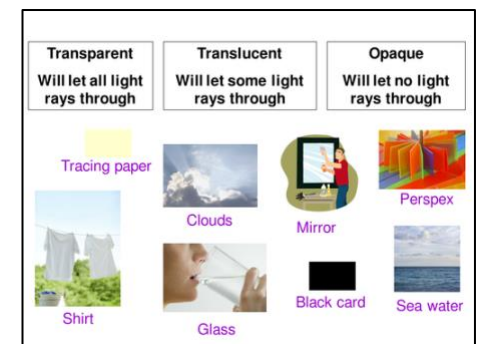 Transparent
Will let all light
rays through
Translucent
Will let some light
rays through
Opaque
Will let no light
rays through
Tracing paper
Clouds
Mirror
Perspex
Shirt
Glass
Black card
Sea water